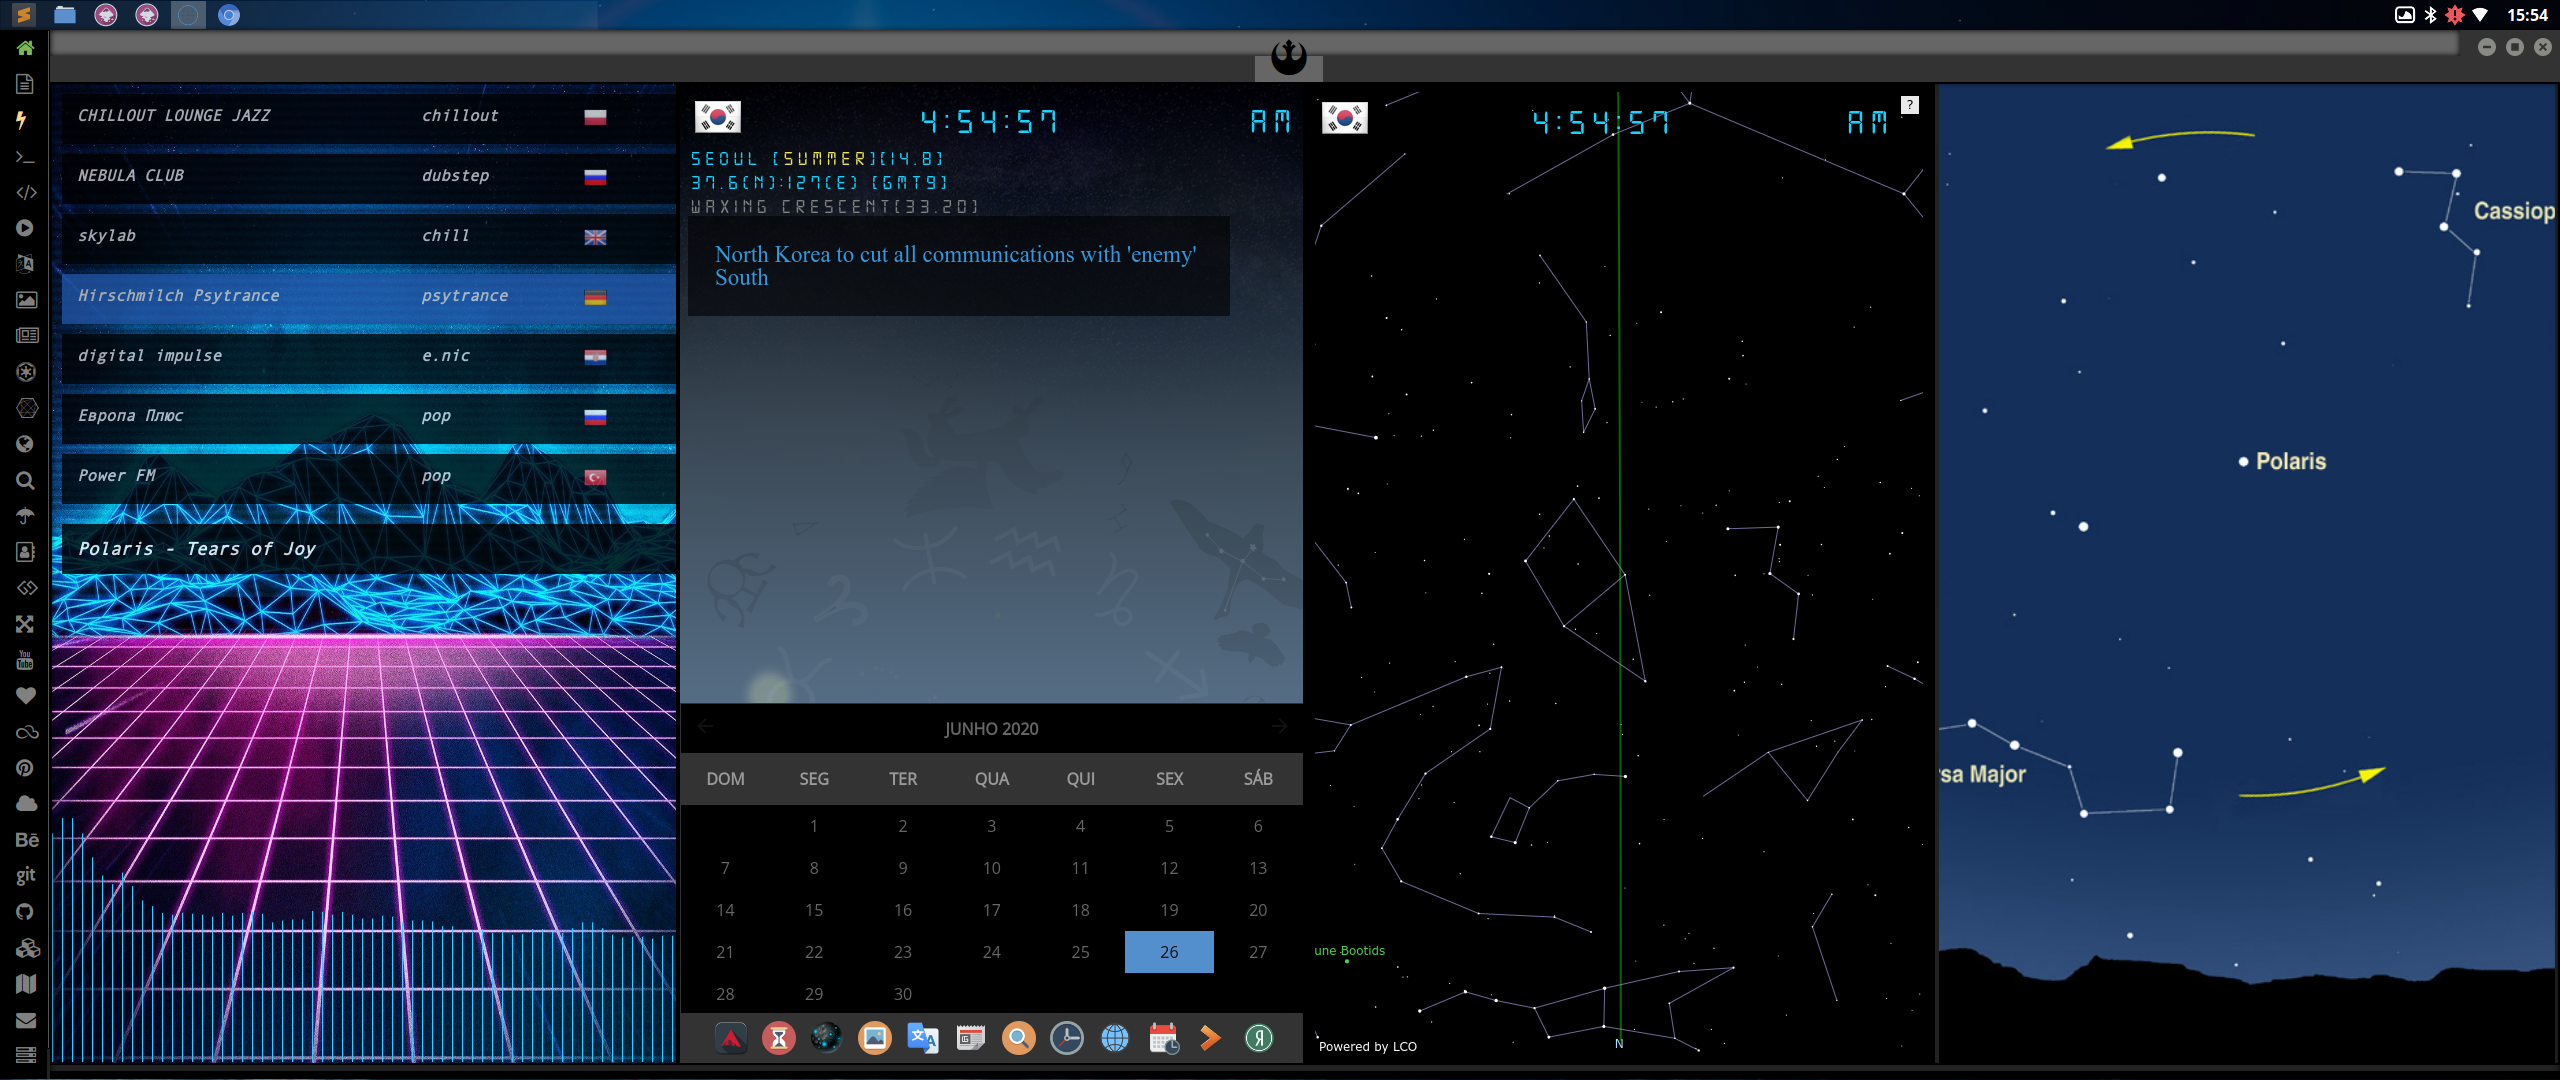 15:54
CHILLOUT LOUNGE JAZZ chillout
NEBULA CLUB dubstep
skylab chill
Hirschmilch Psytrance psytrance
digital impulse e.nic
Европа Плюс pop
Power FM pop
Polaris - Tears of Joy
You
Tube
Bē
git
4:54:57 AM
SEOUL [SUMMER][14.8]
37.6(N):127(E) [GMT9]
WAXING CRESCENT[33.20]
North Korea to cut all communications with 'enemy'
South
JUNHO 2020
DOM SEG TER QUA QUI SEX SÁB
1 2 3 4 5 6
7 8 9 10 11 12 13
14 15 16 17 18 19 20
21 22 23 24 25 26 27
28 29 30
4:54:57 AM
?
une Bootids
Powered by LCO
N
Cassiop
Polaris
sa Major